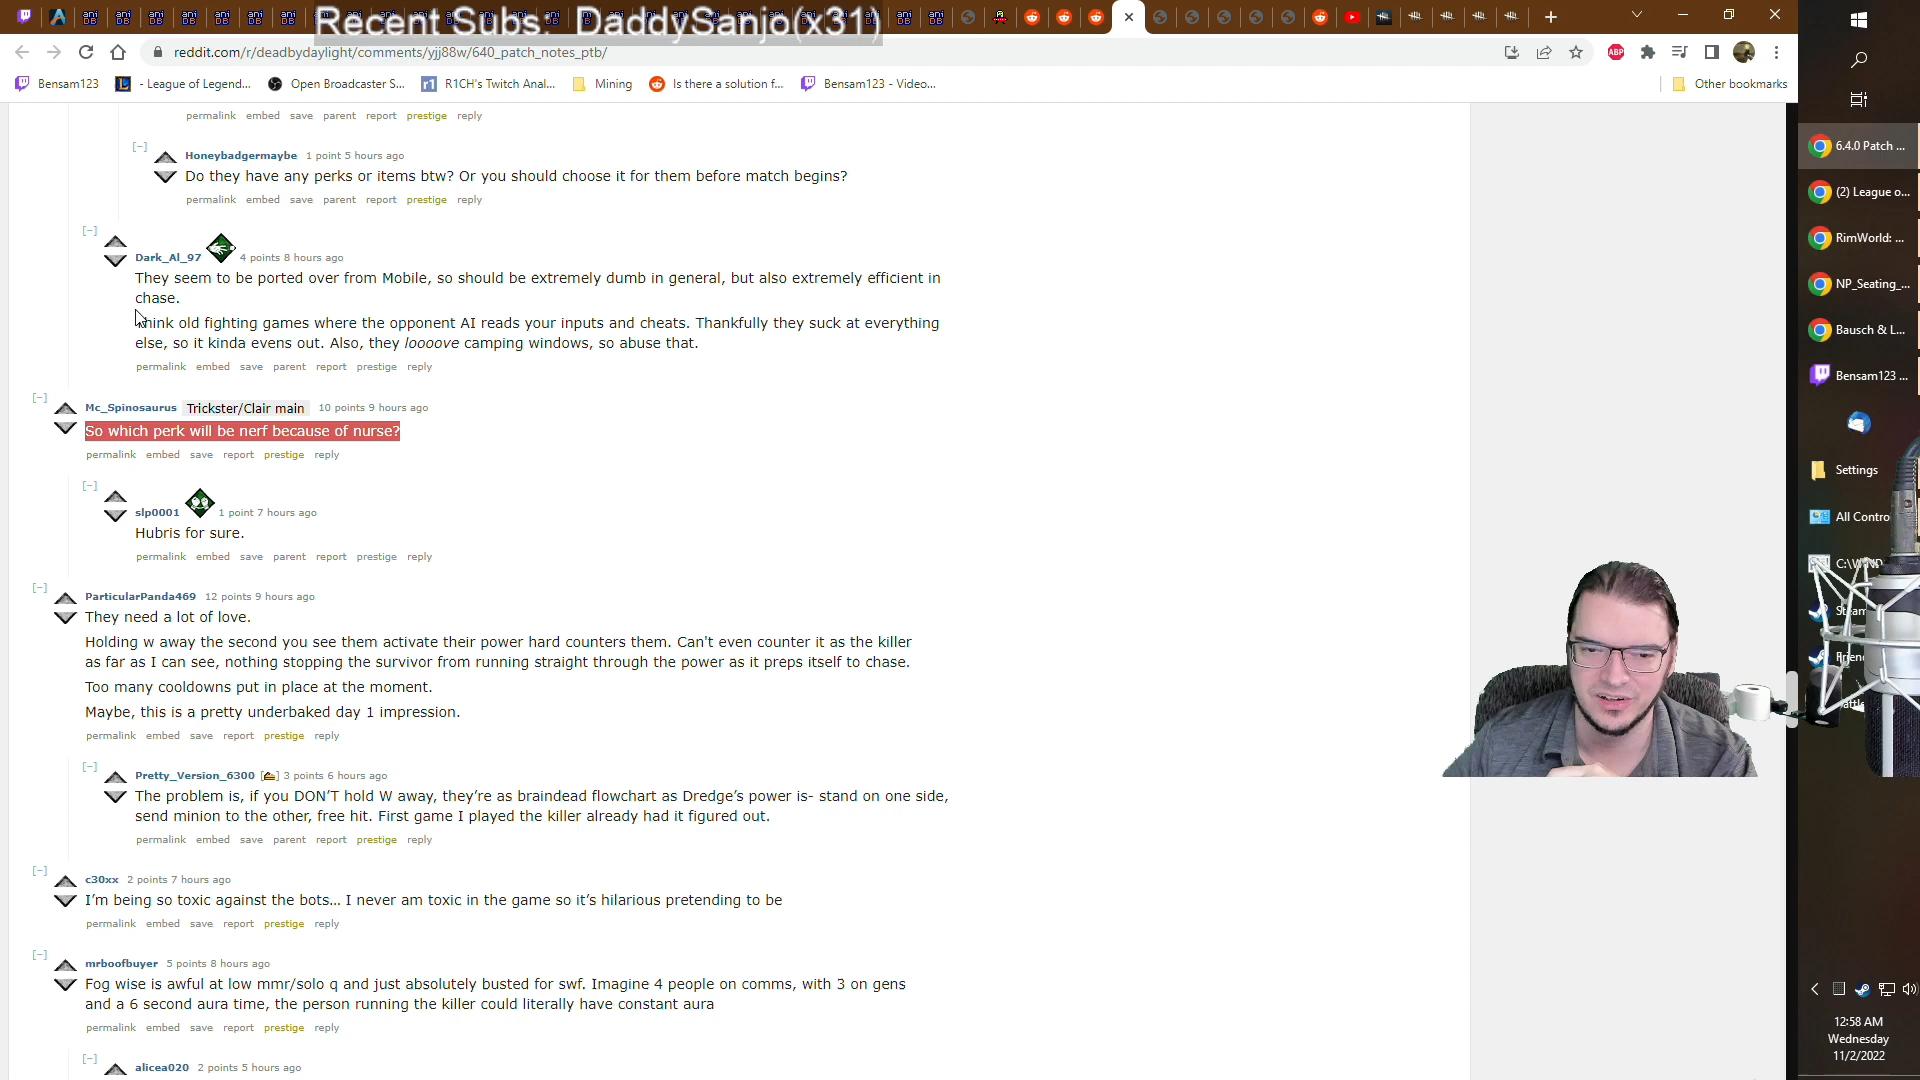 Recent Subs: DaddySanjo(x31)
reddit.com/r/deadbydaylight/comments/yjj88w/640_patch_notes_ptb/
Bensam123
- League of Legend...
Open Broadcaster S...
R1CH's Twitch Anal...
Mining
Is there a solution f...
Bensam123 - Video...
Other bookmarks
permalink embed save parent report prestige reply
[-]
Honeybadgermaybe 1 point 5 hours ago
Do they have any perks or items btw? Or you should choose it for them before match begins?
permalink embed save parent report prestige reply
[-]
Dark_Al_97 4 points 8 hours ago
They seem to be ported over from Mobile, so should be extremely dumb in general, but also extremely efficient in
chase.
Think old fighting games where the opponent AI reads your inputs and cheats. Thankfully they suck at everything
else, so it kinda evens out. Also, they loooove camping windows, so abuse that.
permalink embed save parent report prestige reply
[-]
Mc_Spinosaurus Trickster/Clair main 10 points 9 hours ago
So which perk will be nerf because of nurse?
permalink embed save report prestige reply
[-]
slp0001 1 point 7 hours ago
Hubris for sure.
permalink embed save parent report prestige reply
[-]
ParticularPanda469 12 points 9 hours ago
They need a lot of love.
Holding w away the second you see them activate their power hard counters them. Can't even counter it as the killer
as far as I can see, nothing stopping the survivor from running straight through the power as it preps itself to chase.
Too many cooldowns put in place at the moment.
Maybe, this is a pretty underbaked day 1 impression.
permalink embed save report prestige reply
[-]
Pretty_Version_6300 3 points 6 hours ago
The problem is, if you DON'T hold W away, they're as braindead flowchart as Dredge's power is- stand on one side,
send minion to the other, free hit. First game I played the killer already had it figured out.
permalink embed save parent report prestige reply
[-]
c30xx 2 points 7 hours ago
I'm being so toxic against the bots... I never am toxic in the game so it's hilarious pretending to be
permalink embed save report prestige reply
[-]
mrboofbuyer 5 points 8 hours ago
Fog wise is awful at low mmr/solo q and just absolutely busted for swf. Imagine 4 people on comms, with 3 on gens
and a 6 second aura time, the person running the killer could literally have constant aura
permalink embed save report prestige reply
[-]
alicea020 2 points 5 hours ago
ABP
6.4.0 Patch ...
(2) League o...
RimWorld: ...
NP_Seating_...
Bausch & L...
Bensam123 ...
Settings
All Contro
C:\WIND
Steam
Frien
12:58 AM
Wednesday
11/2/2022